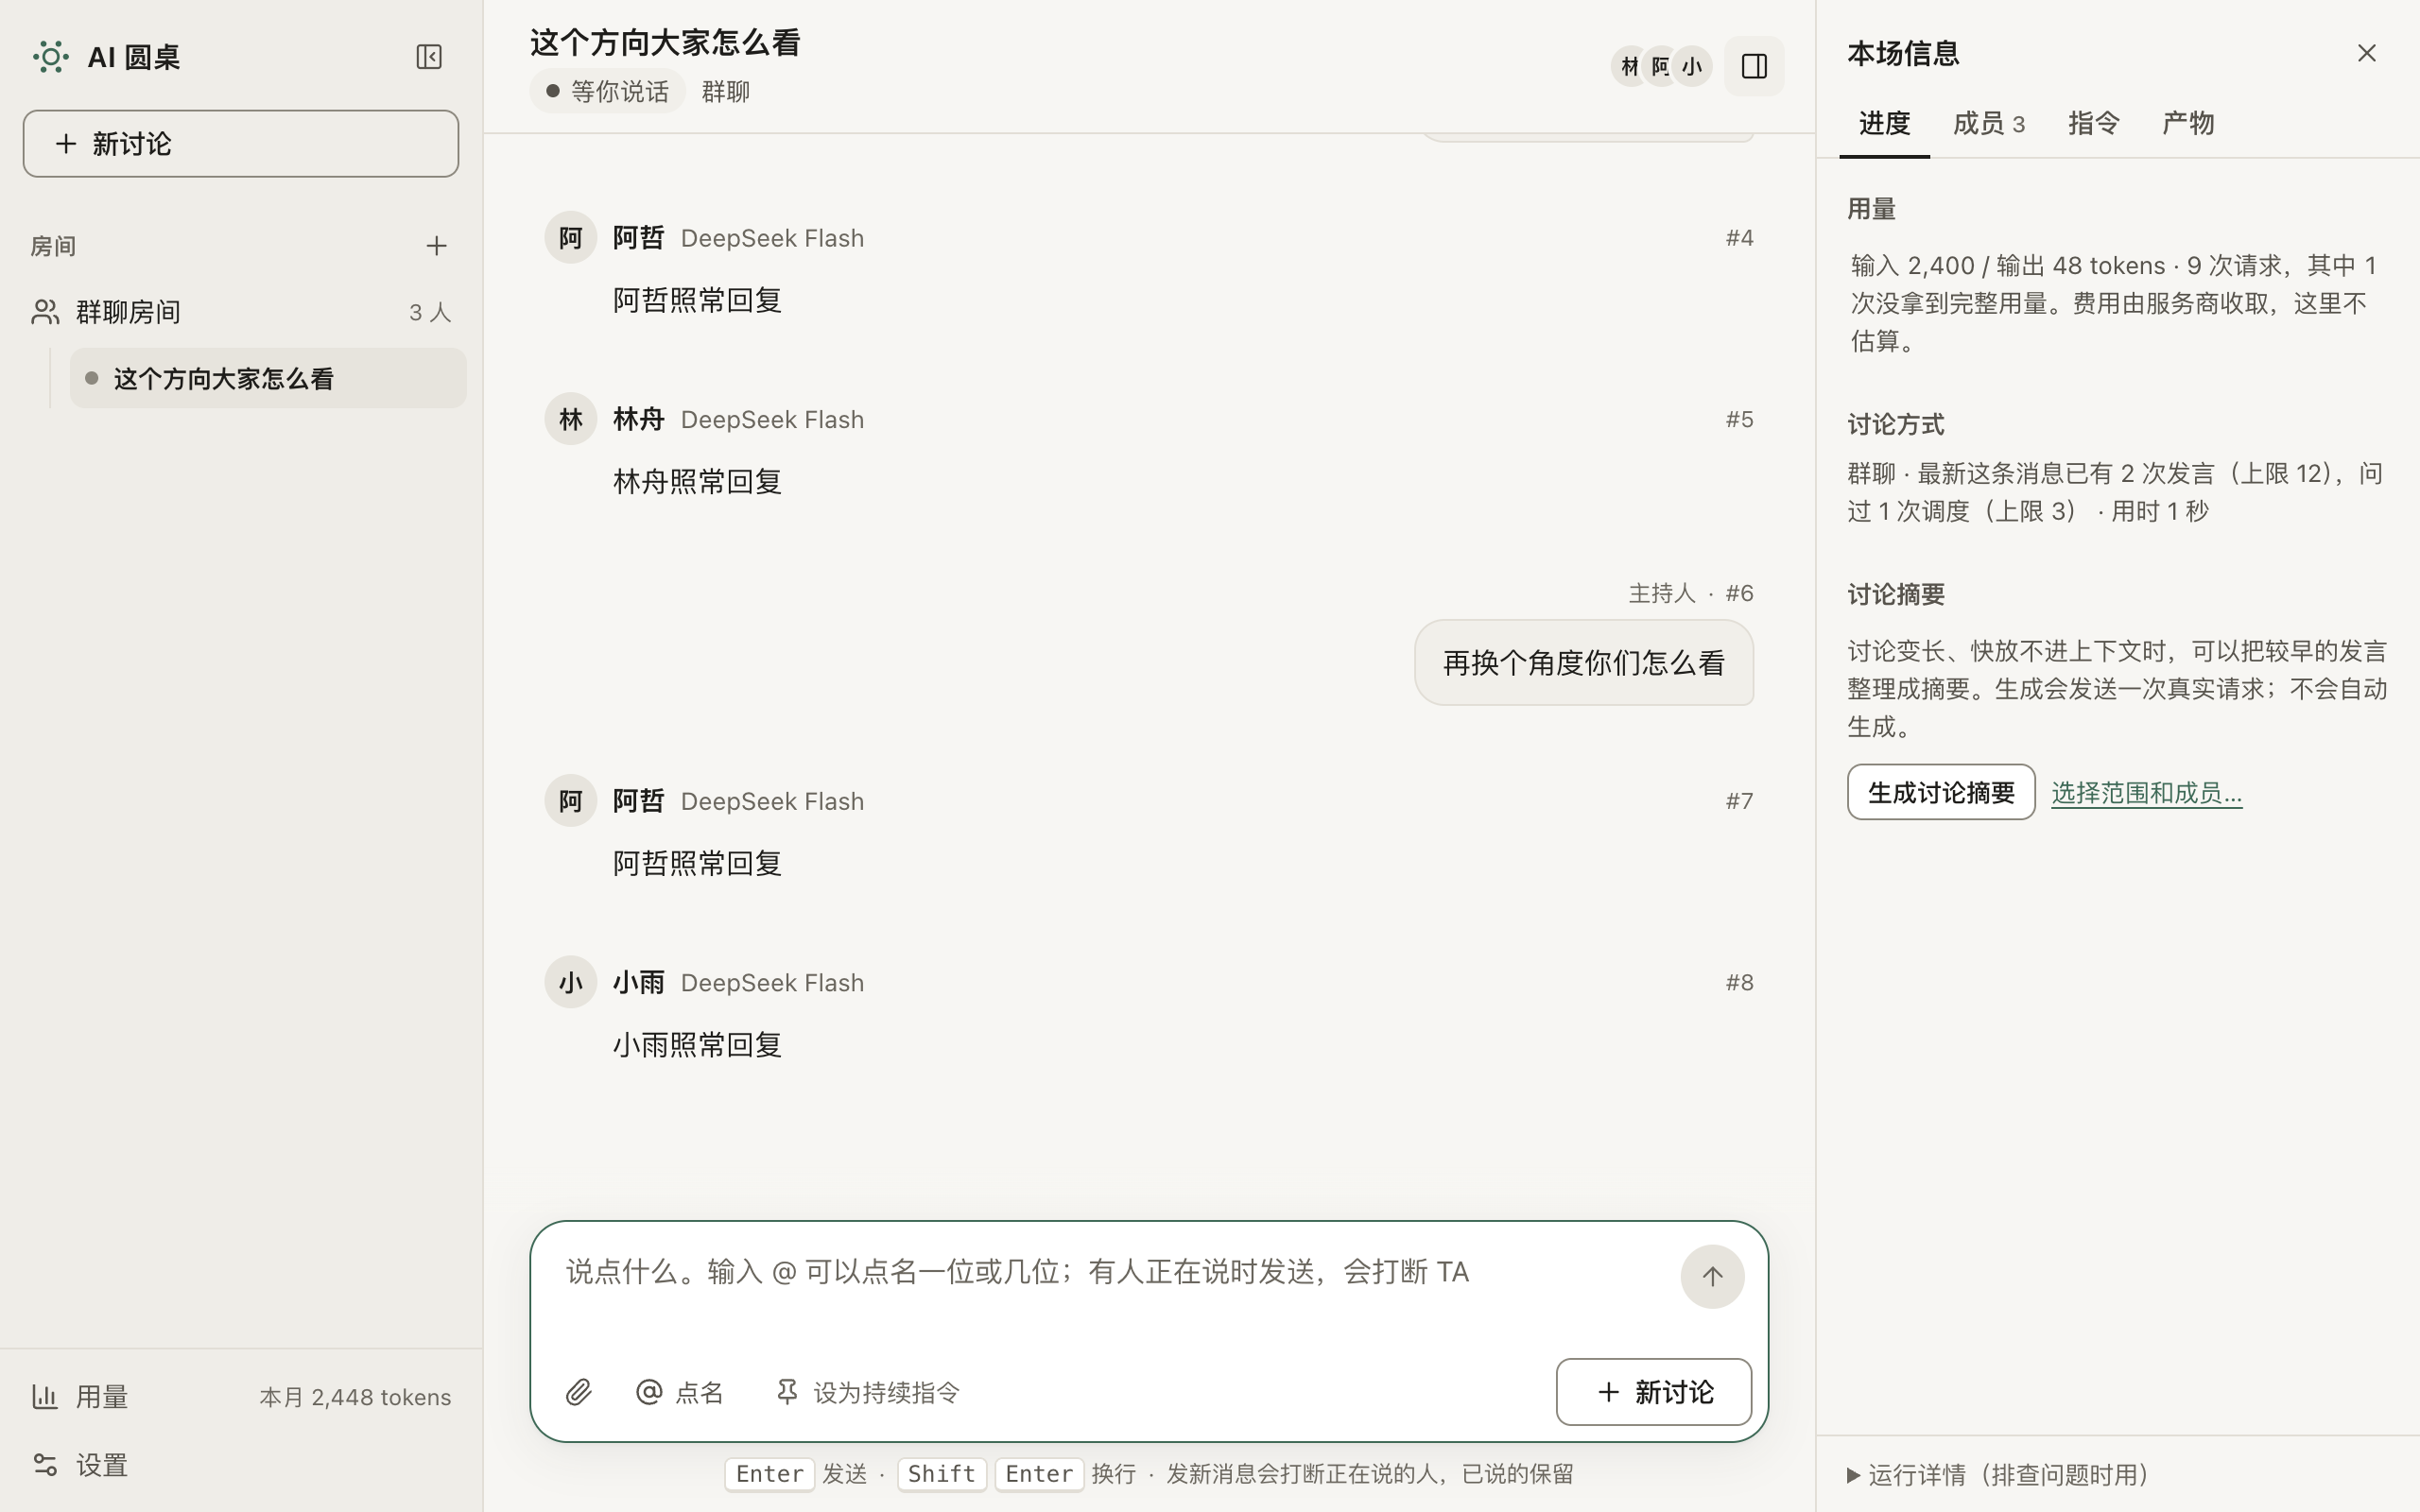 AI 圆桌
新讨论
房间
群聊房间
3 人
这个方向大家怎么看
用量
本月 2,448 tokens
设置
这个方向大家怎么看
等你说话
群聊
林
阿
小
阿
阿哲
DeepSeek Flash
#4
阿哲照常回复
林
林舟
DeepSeek Flash
#5
林舟照常回复
主持人 · #6
再换个角度你们怎么看
阿
阿哲
DeepSeek Flash
#7
阿哲照常回复
小
小雨
DeepSeek Flash
#8
小雨照常回复
说点什么。输入 @ 可以点名一位或几位；有人正在说时发送，会打断 TA
点名
设为持续指令
新讨论
Enter 发送 · Shift Enter 换行 · 发新消息会打断正在说的人，已说的保留
本场信息
进度
成员 3
指令
产物
用量
输入 2,400 / 输出 48 tokens · 9 次请求，其中 1
次没拿到完整用量。费用由服务商收取，这里不
估算。
讨论方式
群聊 · 最新这条消息已有 2 次发言（上限 12），问
过 1 次调度（上限 3） · 用时 1 秒
讨论摘要
讨论变长、快放不进上下文时，可以把较早的发言
整理成摘要。生成会发送一次真实请求；不会自动
生成。
生成讨论摘要
选择范围和成员…
运行详情（排查问题时用）